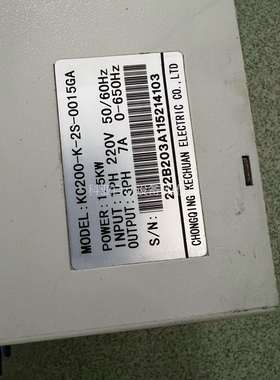 MODEL:KC200-K-2S-0015GA
POWER:1.5KW
INPUT:1PH 220V 50/60Hz
OUTPUT:3PH 7A 0-650Hz
S/N:
222B203A115214103
CHONGQING KECHUAN ELECTRIC CO.,LTD